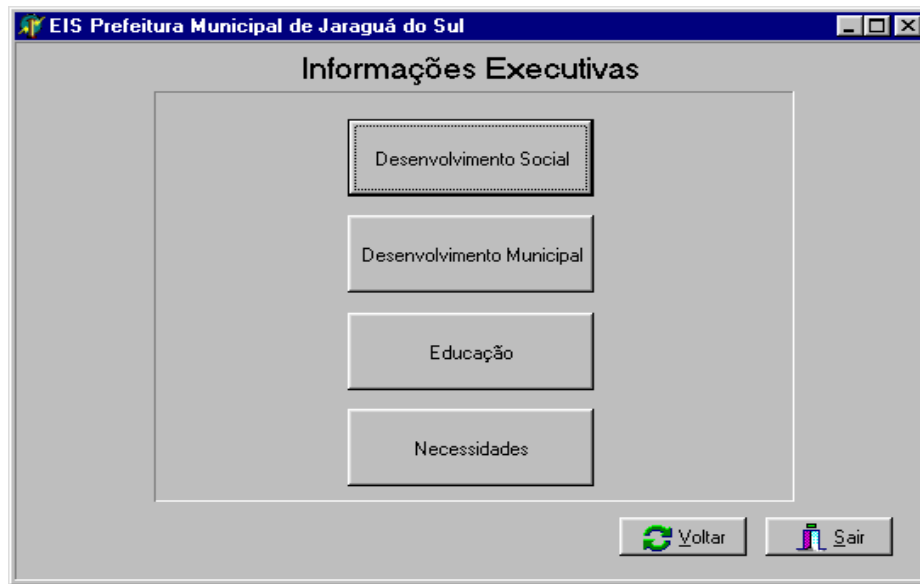 EIS Prefeitura Municipal de Jaraguá do Sul
Informações Executivas
Desenvolvimento Social
Desenvolvimento Municipal
Educação
Necessidades
Voltar
Sair